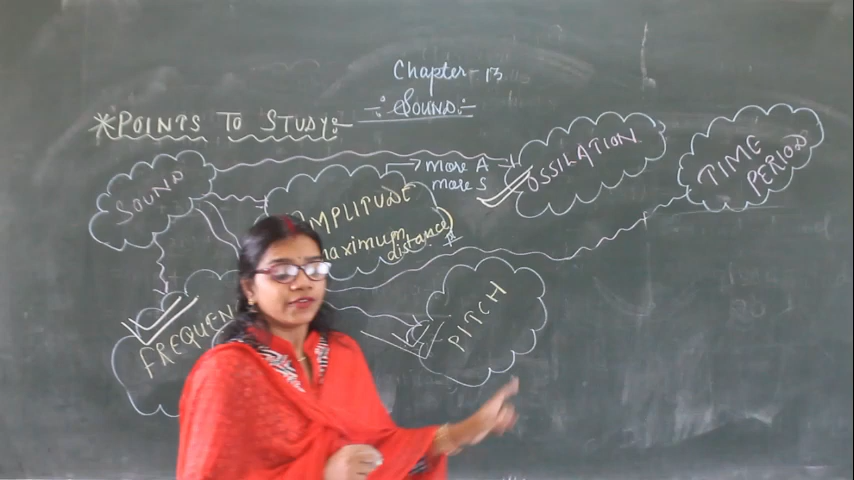 Chapter - 13
-: SOUND:-
*POINTS TO STUDY:-
SOUND
AMPLITUDE
maximum
distance)
→ more A
more S
OSSILATION
TIME
PERIOD
FREQUEN
PITCH